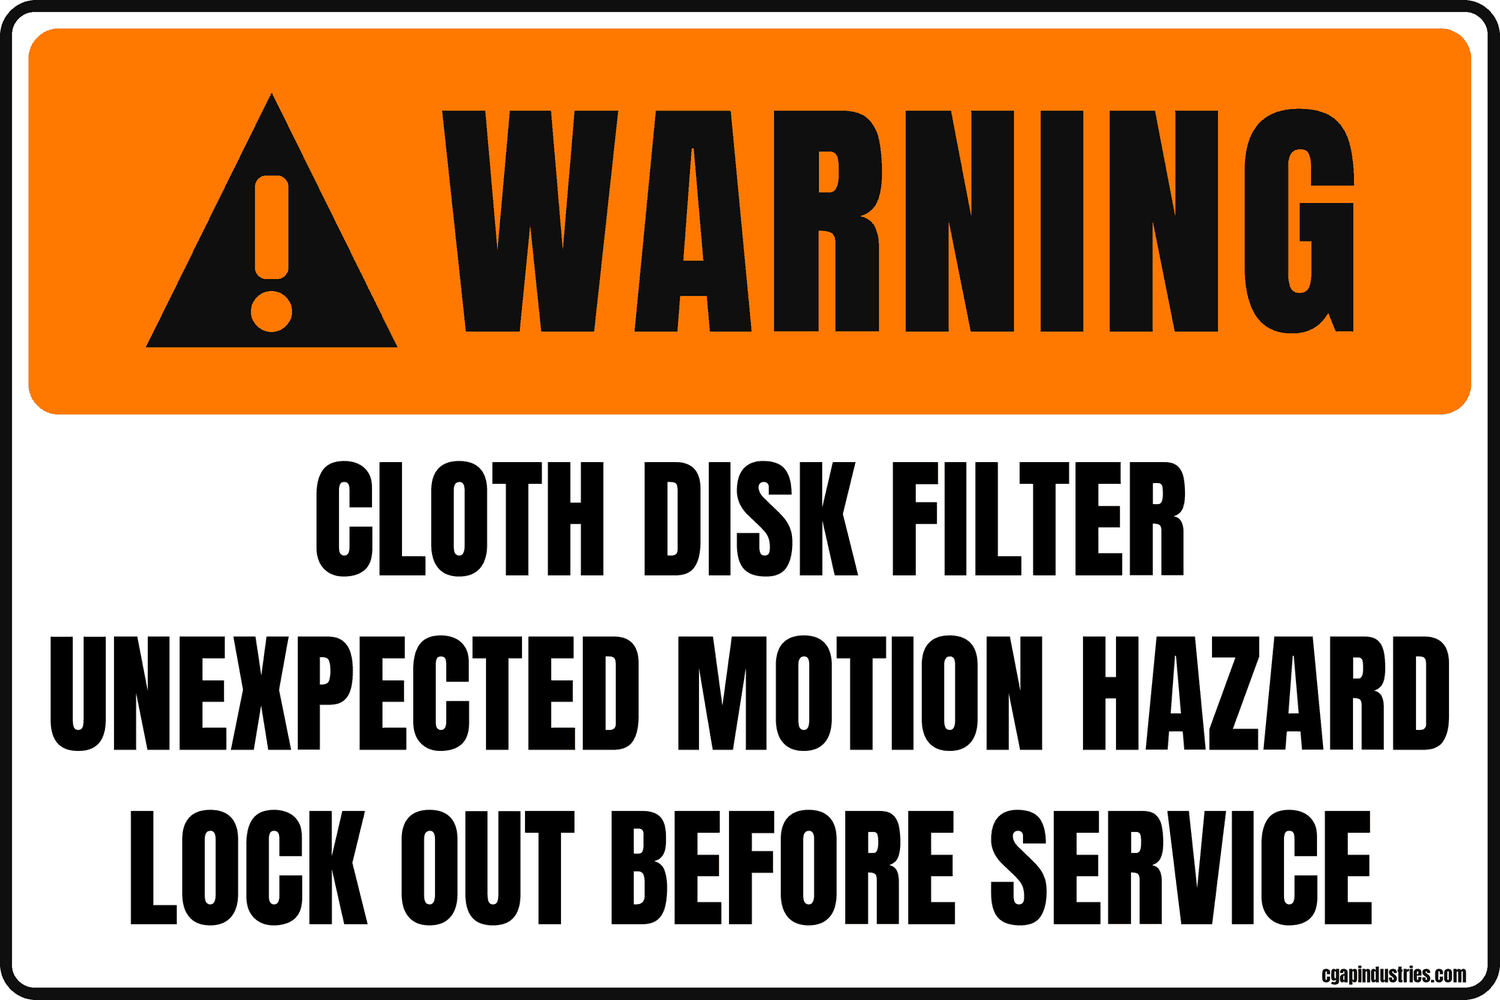 WARNING
CLOTH DISK FILTER
UNEXPECTED MOTION HAZARD
LOCK OUT BEFORE SERVICE
cgapindustries.com